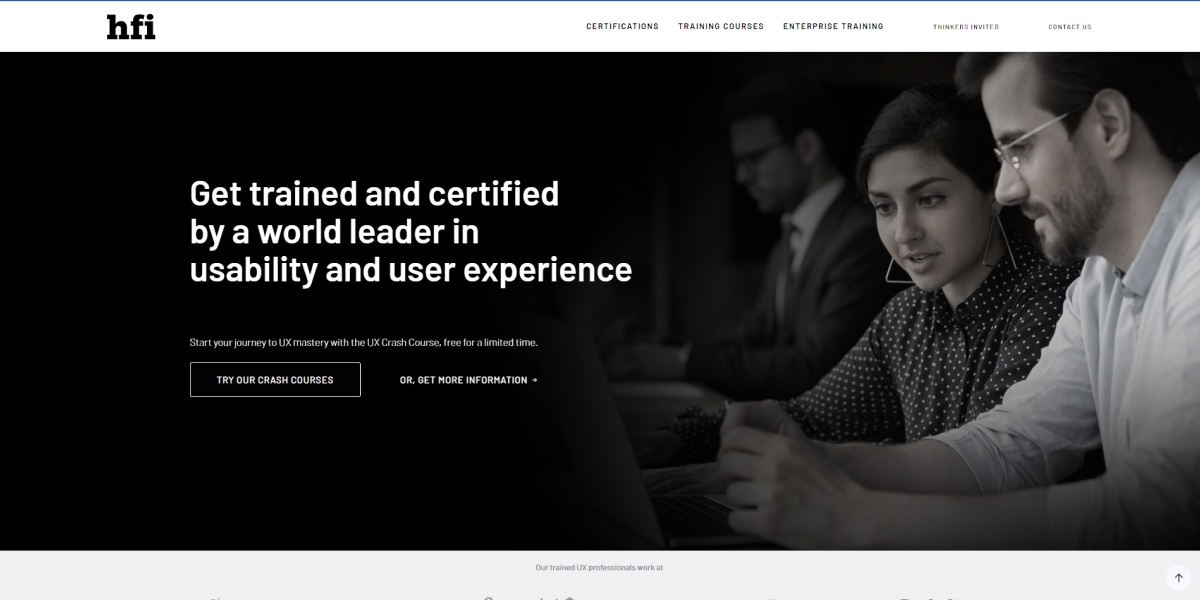 hfi
CERTIFICATIONS
TRAINING COURSES
ENTERPRISE TRAINING
THINKERS INVITED
CONTACT US
Get trained and certified
by a world leader in
usability and user experience
Start your journey to UX mastery with the UX Crash Course, free for a limited time.
TRY OUR CRASH COURSES
OR, GET MORE INFORMATION →
Our trained UX professionals work at